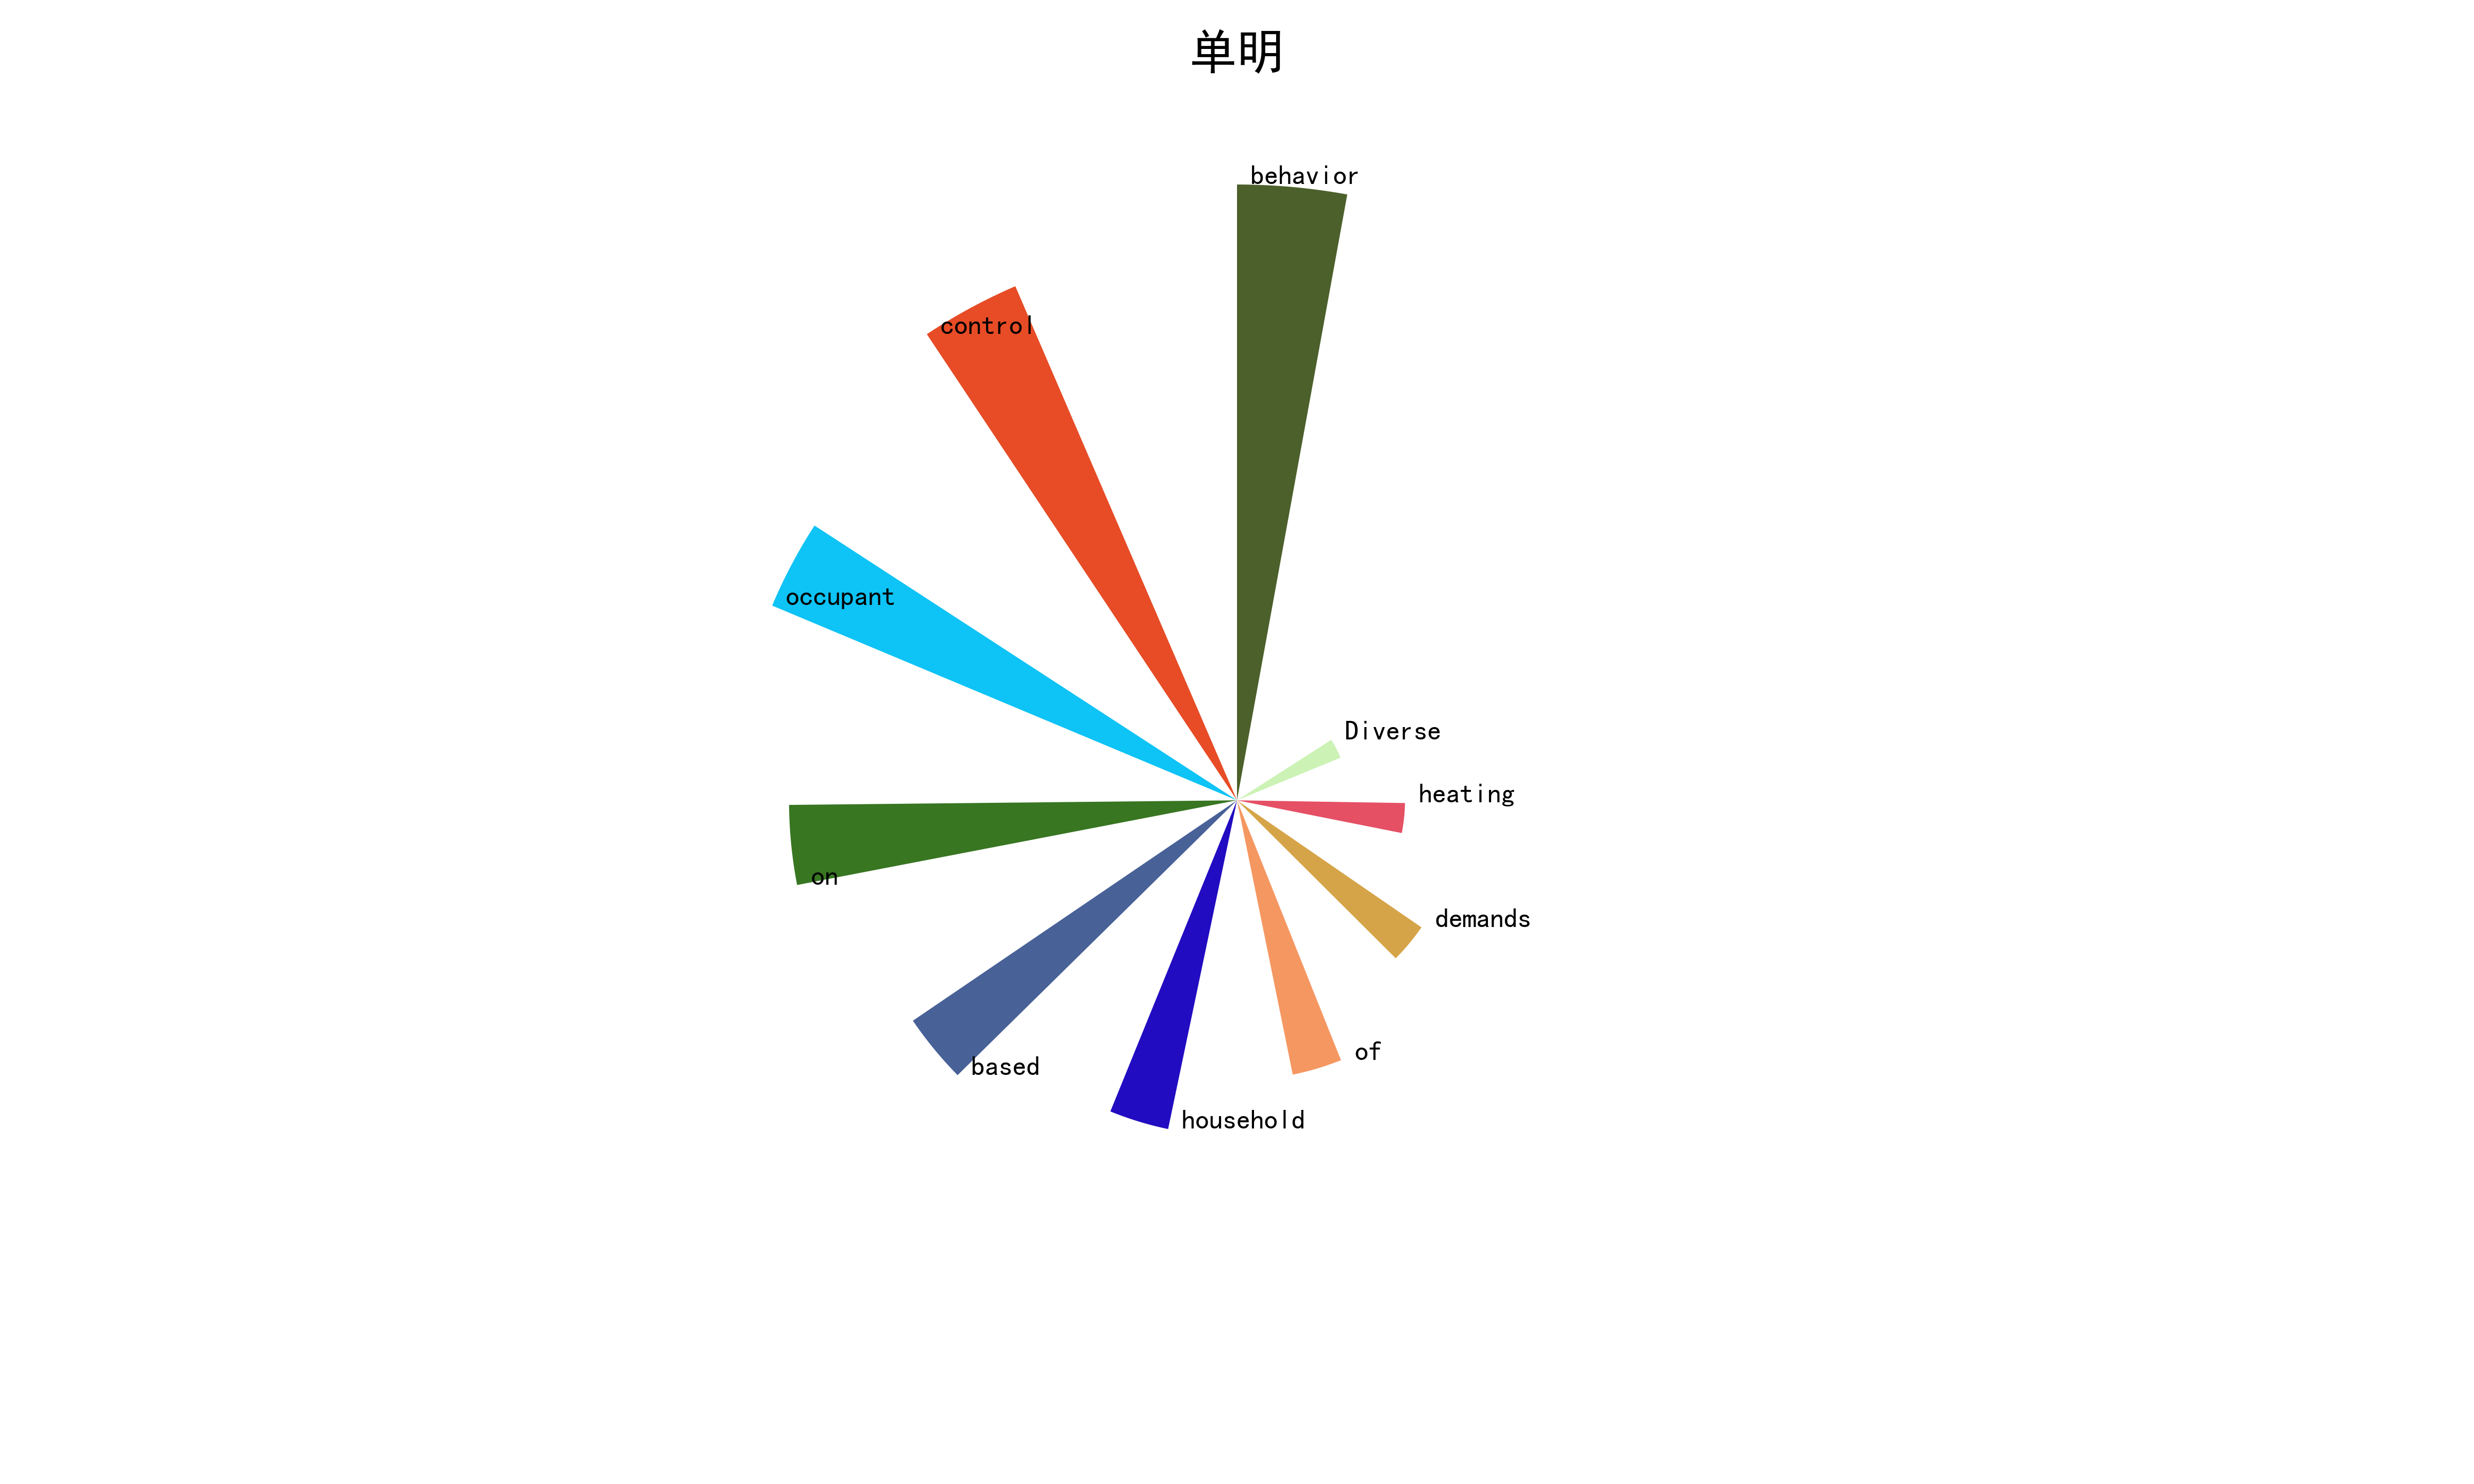 单明
behavior
control
occupant
Diverse
heating
on
demands
of
based
household